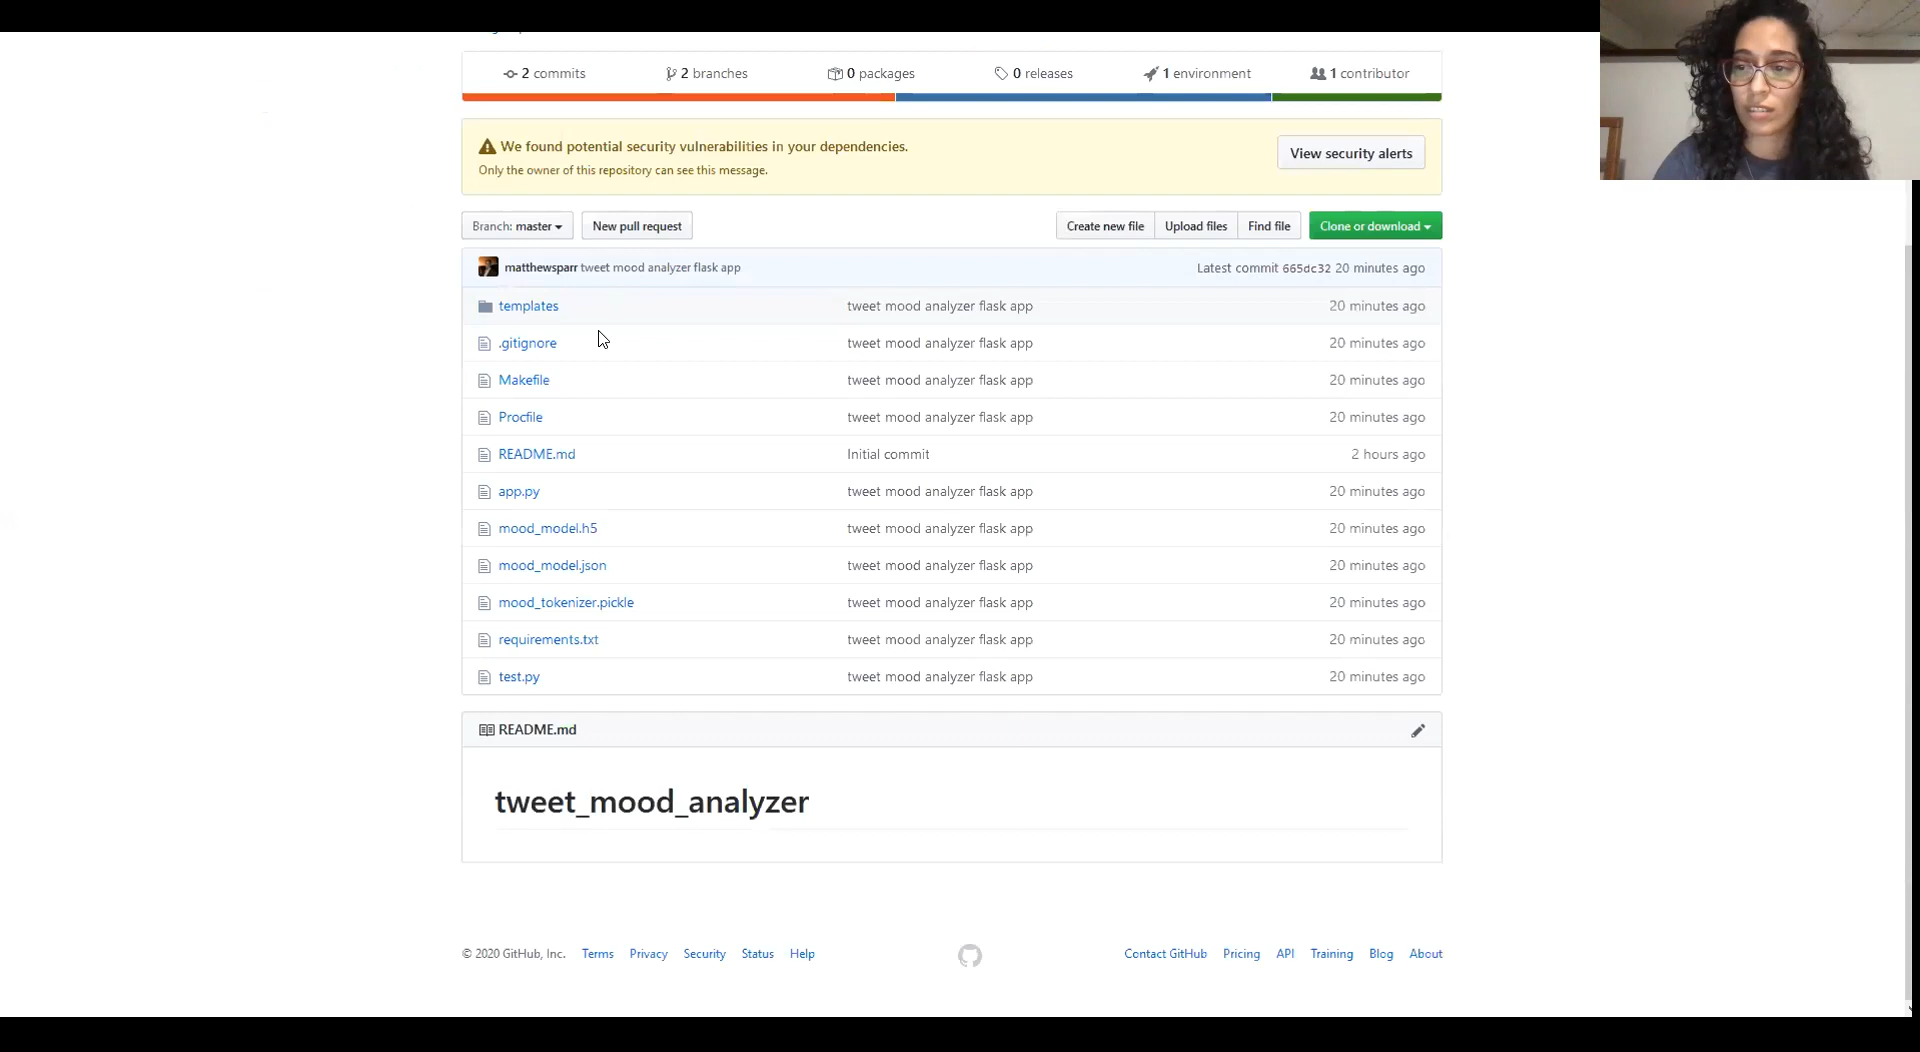 2 commits 2 branches 0 packages 0 releases 1 environment 1 contributor
We found potential security vulnerabilities in your dependencies.
Only the owner of this repository can see this message.
View security alerts
Branch: master New pull request Create new file Upload files Find file Clone or download
matthewsparr tweet mood analyzer flask app Latest commit 665dc32 20 minutes ago
templates tweet mood analyzer flask app 20 minutes ago
.gitignore tweet mood analyzer flask app 20 minutes ago
Makefile tweet mood analyzer flask app 20 minutes ago
Procfile tweet mood analyzer flask app 20 minutes ago
README.md Initial commit 2 hours ago
app.py tweet mood analyzer flask app 20 minutes ago
mood_model.h5 tweet mood analyzer flask app 20 minutes ago
mood_model.json tweet mood analyzer flask app 20 minutes ago
mood_tokenizer.pickle tweet mood analyzer flask app 20 minutes ago
requirements.txt tweet mood analyzer flask app 20 minutes ago
test.py tweet mood analyzer flask app 20 minutes ago
README.md
tweet_mood_analyzer
© 2020 GitHub, Inc. Terms Privacy Security Status Help Contact GitHub Pricing API Training Blog About